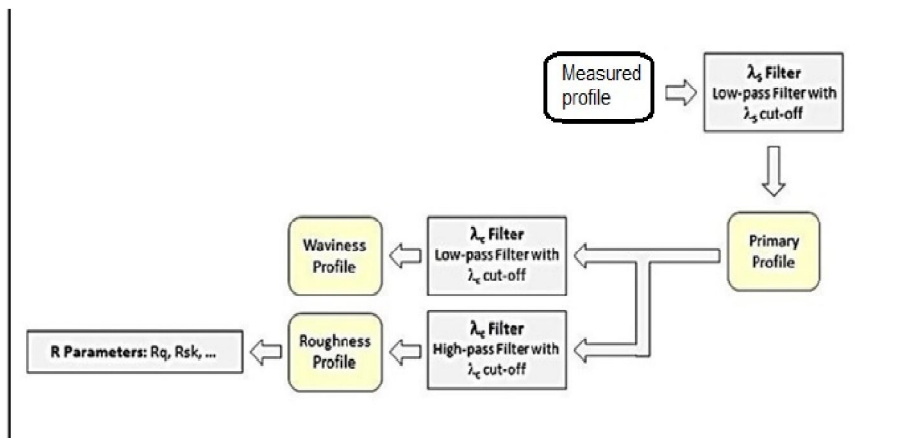 Measured
profile
λs Filter
Low-pass Filter with
λs cut-off
Primary
Profile
λc Filter
Low-pass Filter with
λc cut-off
Waviness
Profile
λc Filter
High-pass Filter with
λc cut-off
Roughness
Profile
R Parameters: Rq, Rsk, ...